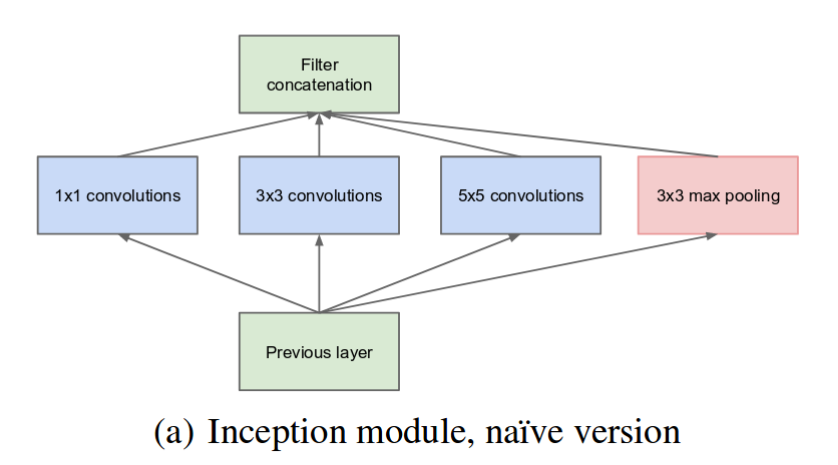 Filter
concatenation
1x1 convolutions
3x3 convolutions
5x5 convolutions
3x3 max pooling
Previous layer
(a) Inception module, naïve version